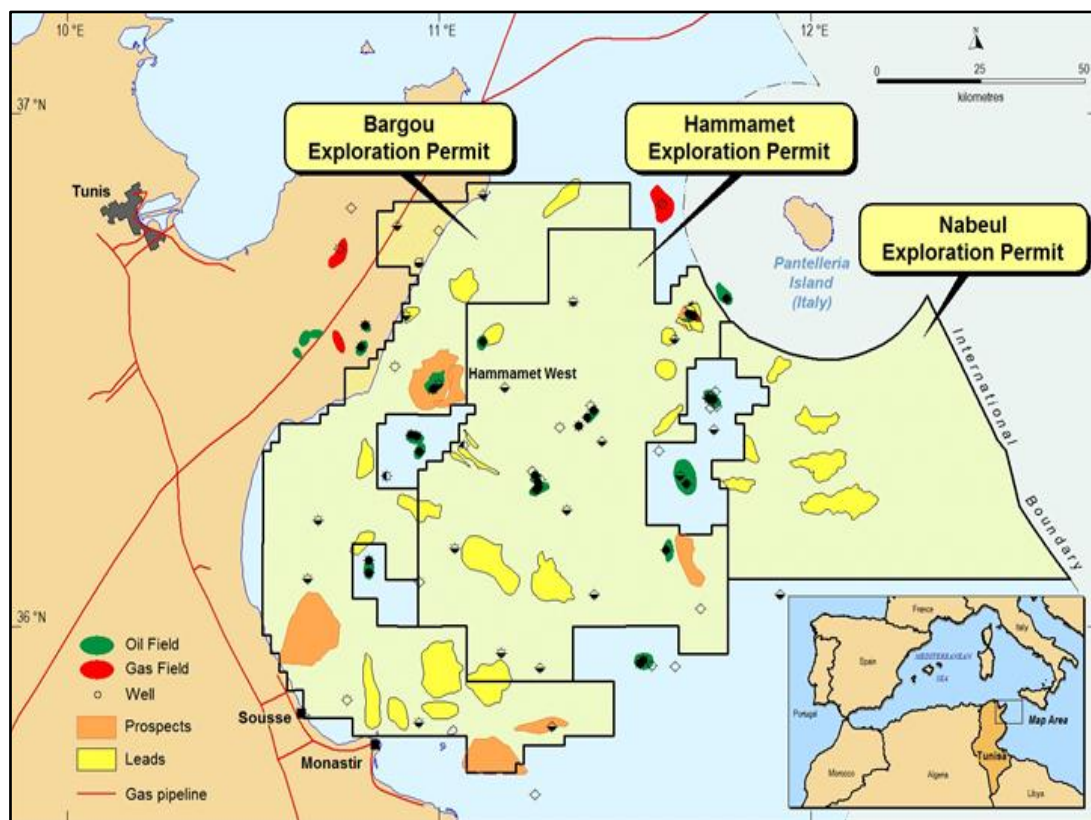 10 °E
11 °E
12 °E
N
0
25
50
kilometres
37 °N
Bargou
Exploration Permit
Hammamet
Exploration Permit
Nabeul
Exploration Permit
Tunis
Pantelleria
Island
(Italy)
Hammamet West
International
Boundary
36 °N
Oil Field
Gas Field
Well
Prospects
Leads
Gas pipeline
Sousse
Monastir
France
Italy
Spain
MEDITERRANEAN
SEA
Portugal
Map Area
Tunisa
Morocco
Algeria
Libya